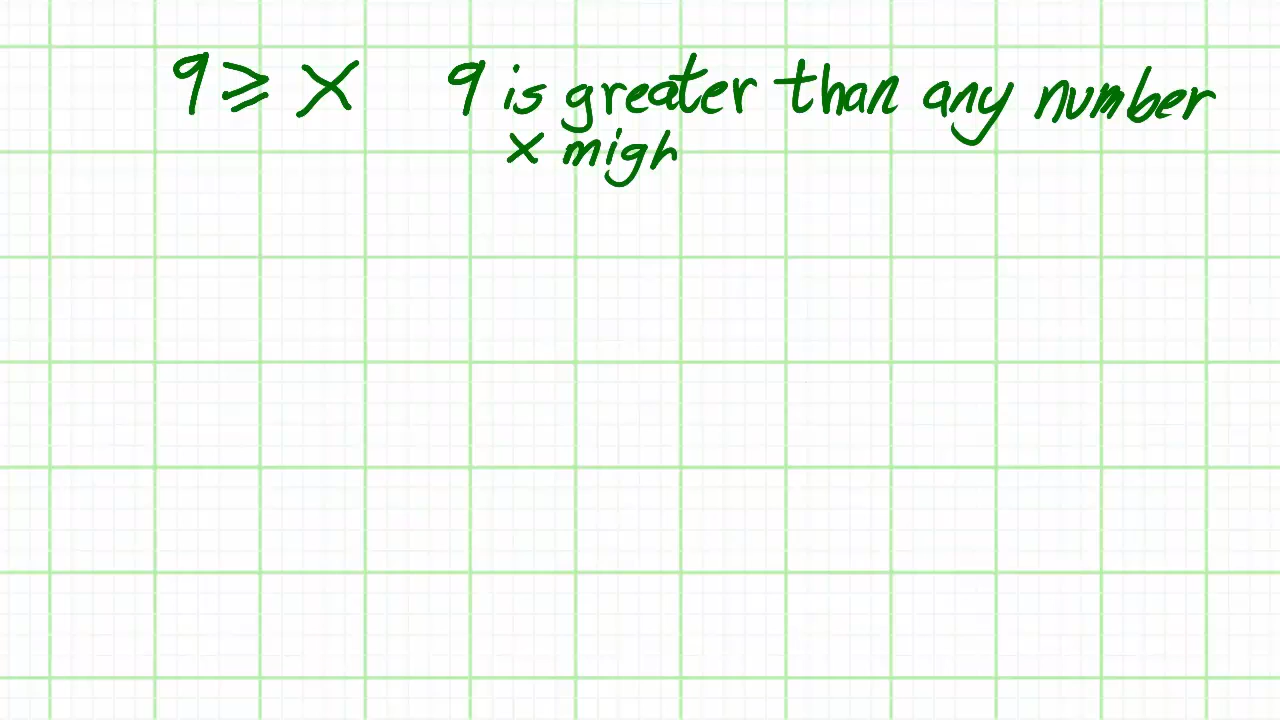 9 ≥ x 9 is greater than any number
x migh